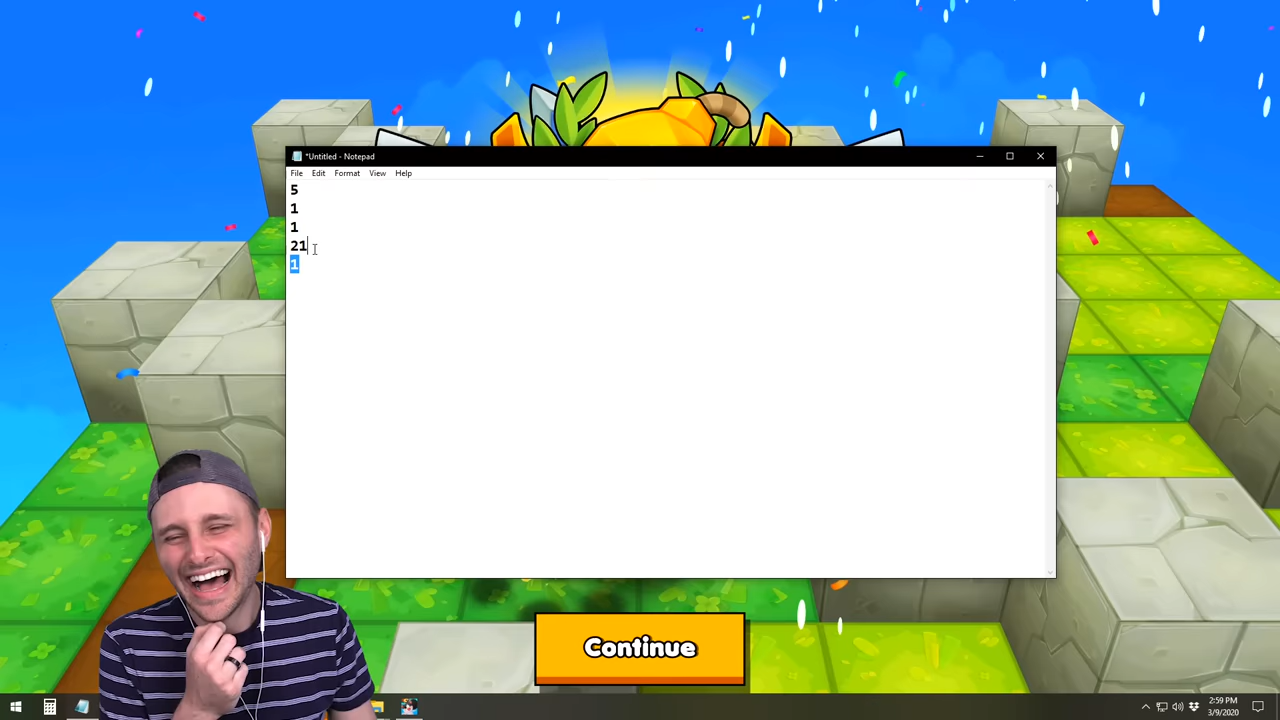 *Untitled - Notepad
File Edit Format View Help
5
1
1
21
1
Continue
2:59 PM
3/9/2020